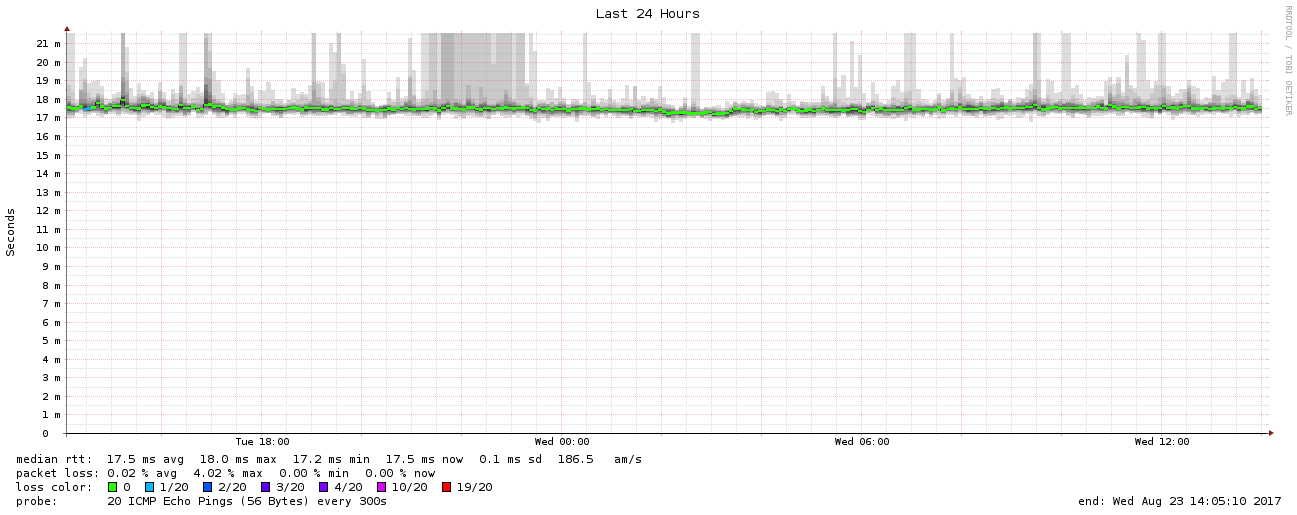 Last 24 Hours
RRDTOOL / TOBI OETIKER
Seconds
21 m
20 m
19 m
18 m
17 m
16 m
15 m
14 m
13 m
12 m
11 m
10 m
9 m
8 m
7 m
6 m
5 m
4 m
3 m
2 m
1 m
0
Tue 18:00 Wed 00:00 Wed 06:00 Wed 12:00
median rtt: 17.5 ms avg 18.0 ms max 17.2 ms min 17.5 ms now 0.1 ms sd 186.5 am/s
packet loss: 0.02 % avg 4.02 % max 0.00 % min 0.00 % now
loss color: 0 1/20 2/20 3/20 4/20 10/20 19/20
probe: 20 ICMP Echo Pings (56 Bytes) every 300s end: Wed Aug 23 14:05:10 2017